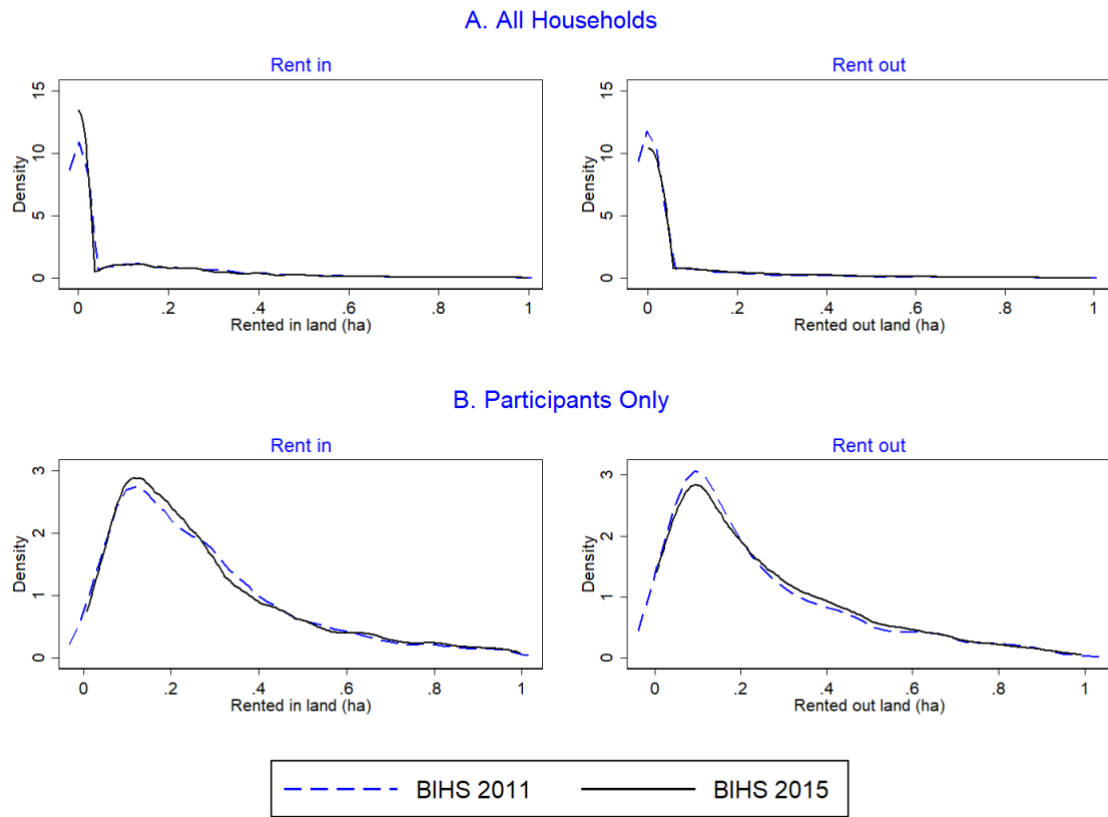 A. All Households
Rent in
Density
0 5 10 15
0 .2 .4 .6 .8 1
Rented in land (ha)
Rent out
Density
0 5 10 15
0 .2 .4 .6 .8 1
Rented out land (ha)
B. Participants Only
Rent in
Density
0 1 2 3
0 .2 .4 .6 .8 1
Rented in land (ha)
Rent out
Density
0 1 2 3
0 .2 .4 .6 .8 1
Rented out land (ha)
BIHS 2011 BIHS 2015